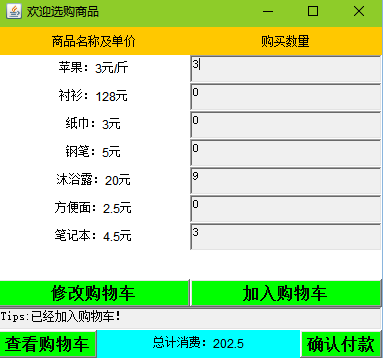 欢迎选购商品
商品名称及单价 购买数量
苹果：3元/斤 3
衬衫：128元 0
纸巾：3元 0
钢笔：5元 0
沐浴露：20元 9
方便面：2.5元 0
笔记本：4.5元 3
修改购物车 加入购物车
Tips:已经加入购物车!
查看购物车 总计消费：202.5 确认付款